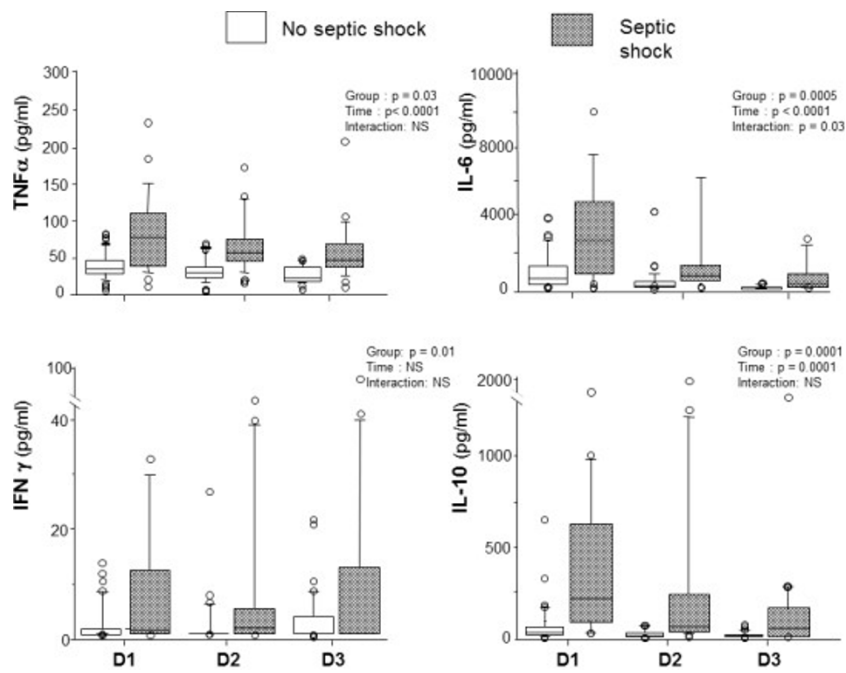 No septic shock
Septic
shock
TNFα (pg/ml)
300
250
200
150
100
50
0
Group : p = 0.03
Time : p< 0.0001
Interaction: NS
IL-6 (pg/ml)
10000
8000
4000
0
Group : p = 0.0005
Time : p < 0.0001
Interaction: p = 0.03
IFN γ (pg/ml)
100
40
20
0
Group: p = 0.01
Time : NS
Interaction: NS
D1
D2
D3
IL-10 (pg/ml)
2000
1000
500
0
Group : p = 0.0001
Time : p = 0.0001
Interaction: NS
D1
D2
D3